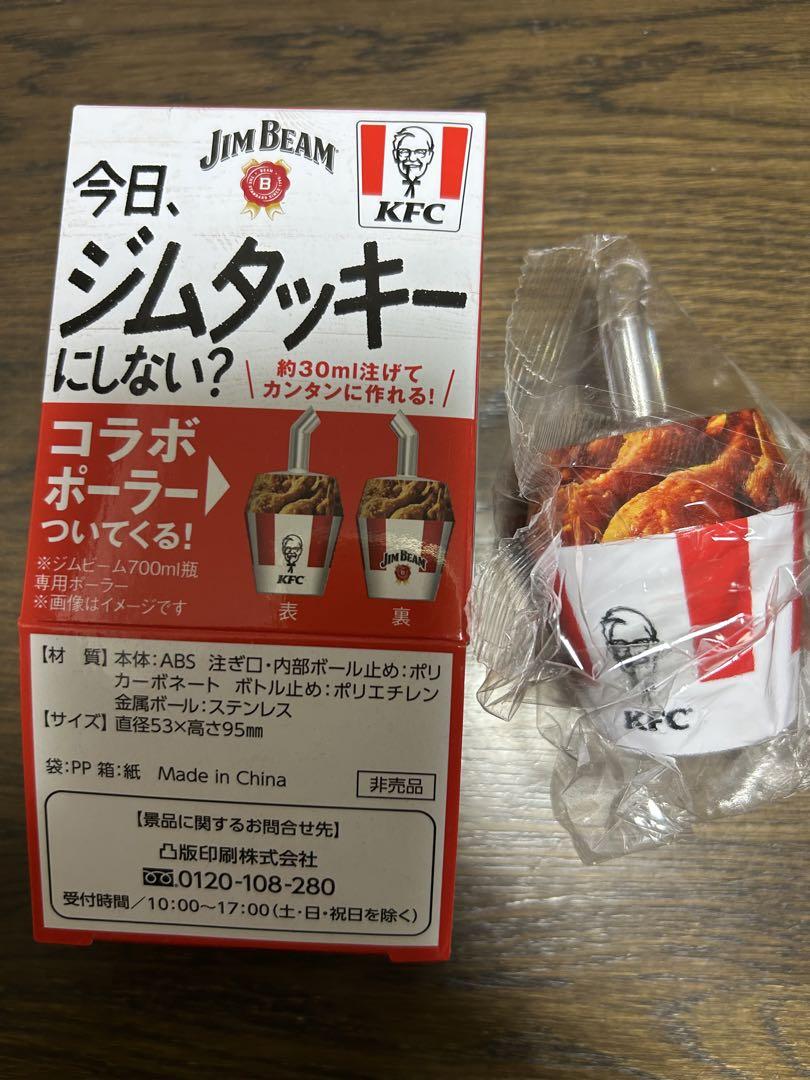 JIM BEAM
B
KFC
今日、
ジムタッキー
にしない?
約30ml注げて
カンタンに作れる!
コラボ
ポーラー
ついてくる!
※ジムビーム700ml瓶
専用ポーラー
※画像はイメージです
KFC
表
JIM BEAM
裏
【材 質】本体:ABS 注ぎ口・内部ボール止め:ポリ
カーボネート ボトル止め:ポリエチレン
金属ボール:ステンレス
【サイズ】直径53×高さ95㎜
袋:PP 箱:紙 Made in China
非売品
【景品に関するお問合せ先】
凸版印刷株式会社
0120-108-280
受付時間/10:00〜17:00(土・日・祝日を除く)
KFC